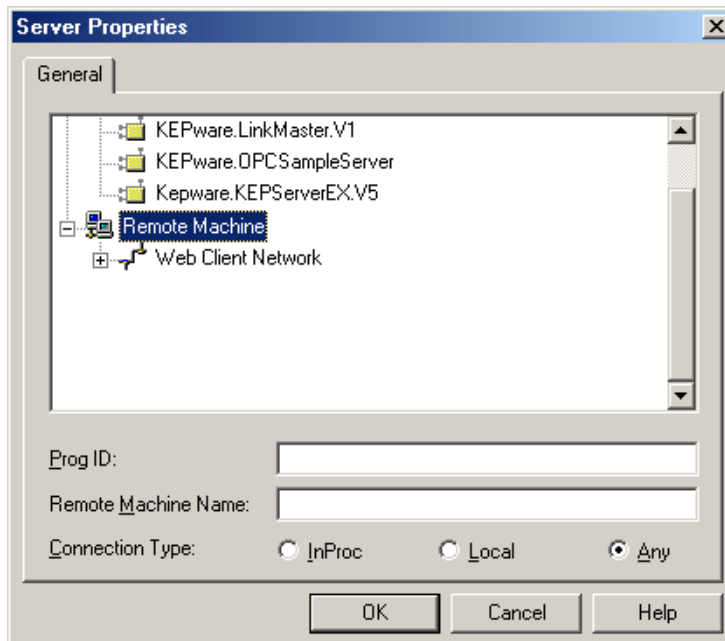 Server Properties
General
KEPware.LinkMaster.V1
KEPware.OPCSampleServer
Kepware.KEPServerEX.V5
Remote Machine
Web Client Network
Prog ID:
Remote Machine Name:
Connection Type: InProc Local Any
OK Cancel Help